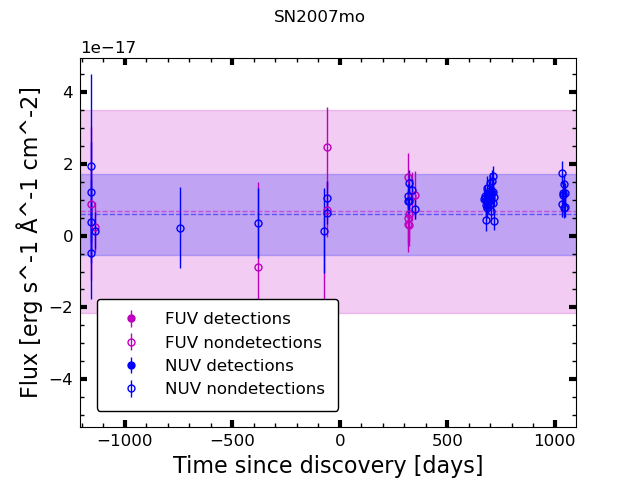 SN2007mo
1e−17
4
2
0
−2
−4
Flux [erg s^-1 Å^-1 cm^-2]
FUV detections
FUV nondetections
NUV detections
NUV nondetections
−1000 −500 0 500 1000
Time since discovery [days]